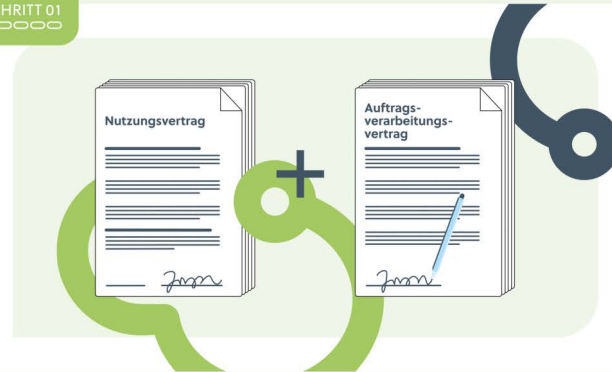 HRITT 01
Nutzungsvertrag
Auftrags-
verarbeitungs-
vertrag